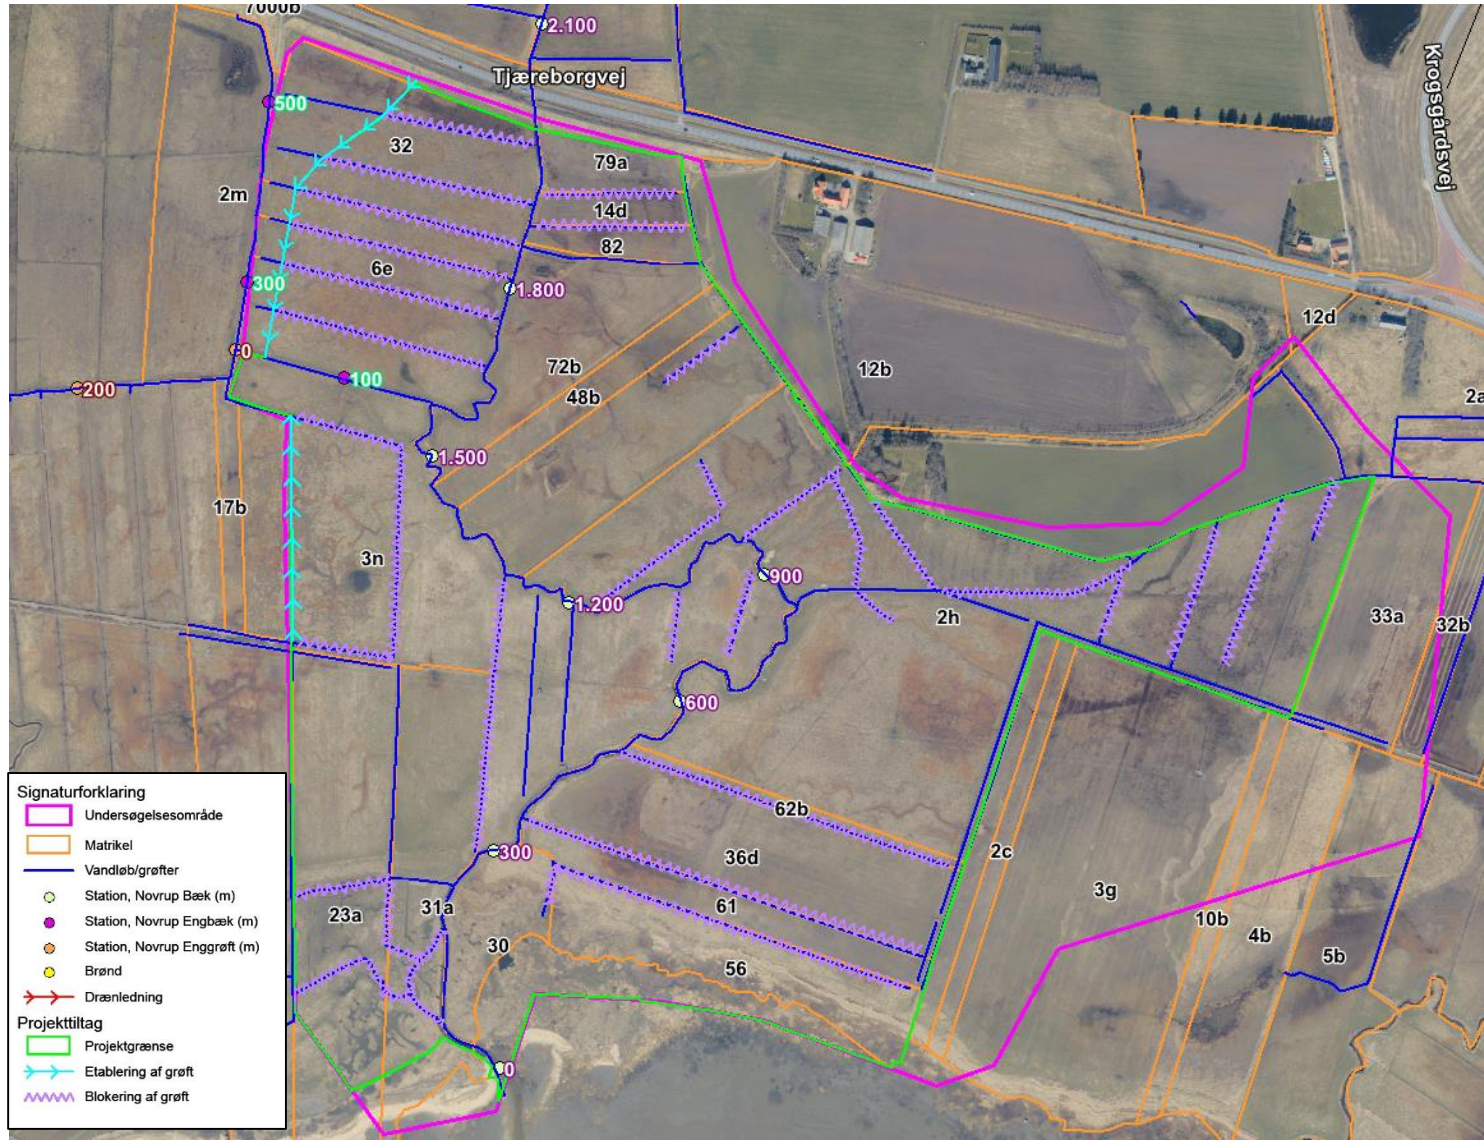 7000b
2.100
Tjæreborgvej
Krogsgårdsvej
500
32
79a
2m
14d
82
6e
300
1.800
12d
0
72b
12b
100
200
48b
2a
1.500
17b
3n
900
1.200
2h
33a
32b
600
62b
300
36d
2c
3g
61
23a
31a
10b
4b
30
56
5b
0
Signaturforklaring
Undersøgelsesområde
Matrikel
Vandløb/grøfter
Station, Novrup Bæk (m)
Station, Novrup Engbæk (m)
Station, Novrup Enggrøft (m)
Brønd
Drænledning
Projekttiltag
Projektgrænse
Etablering af grøft
Blokering af grøft